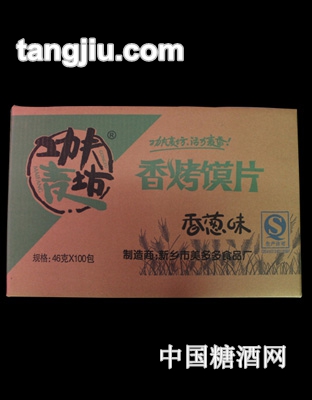 tangjiu.com
功夫®
麦坊
功夫麦坊,活力麦香!
香烤馍片
香葱味
规格:46克X100包
制造商:新乡市美多多食品厂
中国糖酒网